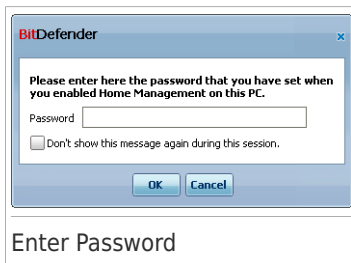 BitDefender
x
Please enter here the password that you have set when
you enabled Home Management on this PC.
Password
Don't show this message again during this session.
OK Cancel
Enter Password